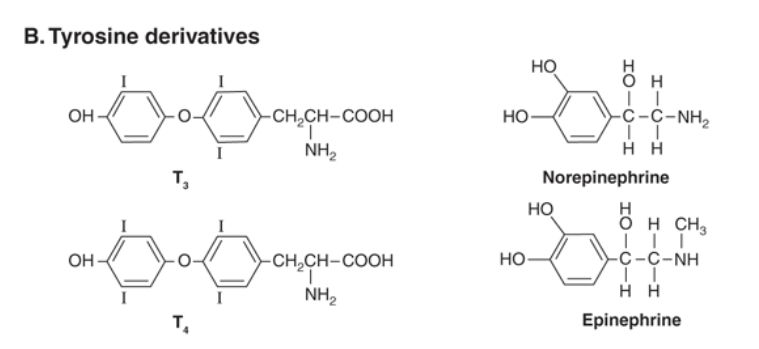 B. Tyrosine derivatives
I
I
OH
O
CH₂CH–COOH
I
NH₂
T₃
I
I
OH
O
CH₂CH–COOH
I
I
NH₂
T₄
HO
HO
H
O
H
C–C–NH₂
H
H
Norepinephrine
HO
HO
H
O
H
CH₃
C–C–NH
H
H
Epinephrine